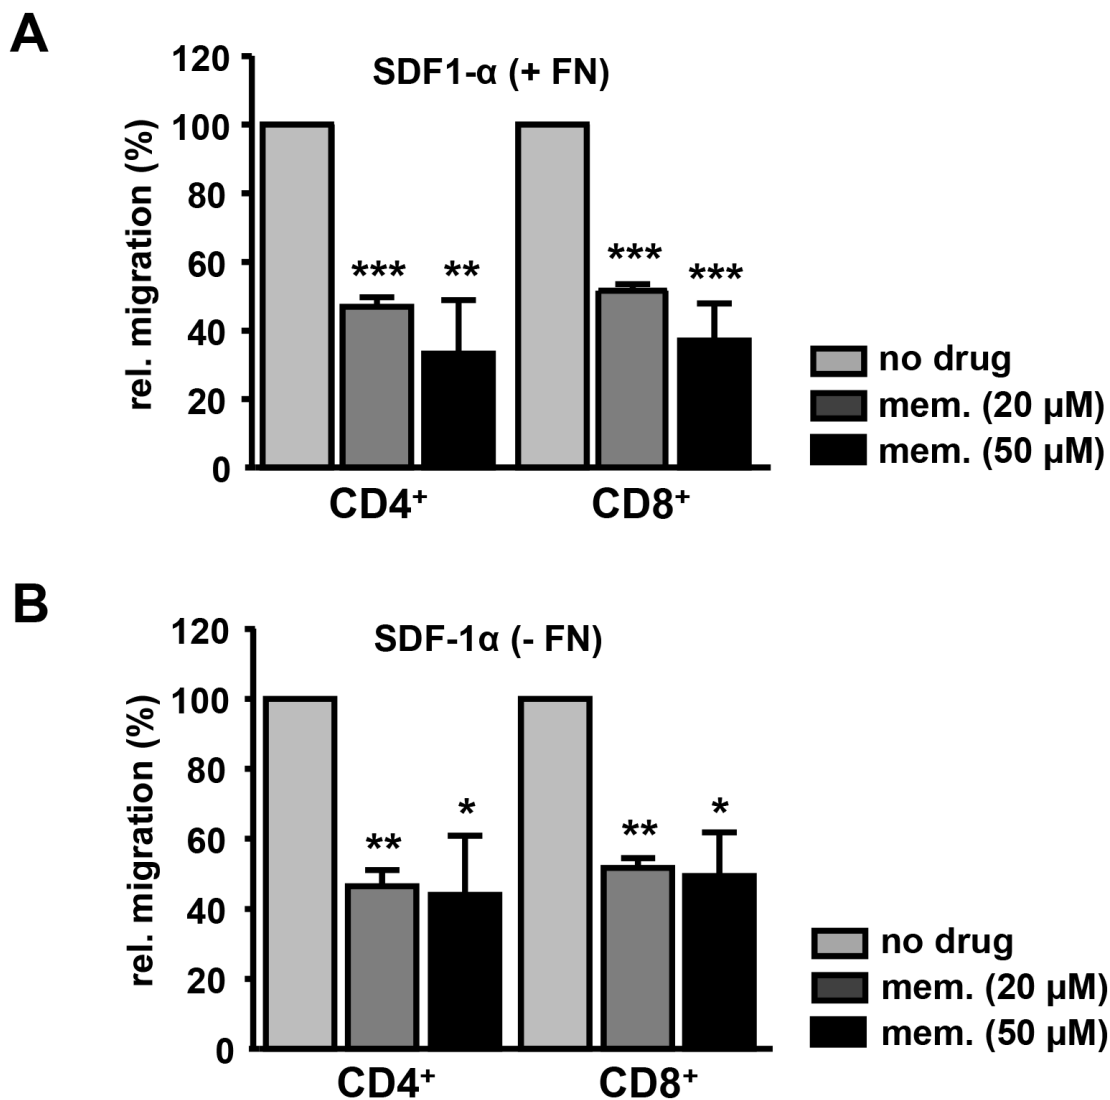 A
SDF1-α (+ FN)
rel. migration (%)
120
100
80
60
40
20
0
*** ** *** ***
CD4⁺ CD8⁺
no drug
mem. (20 µM)
mem. (50 µM)
B
SDF-1α (- FN)
rel. migration (%)
120
100
80
60
40
20
0
** * ** *
CD4⁺ CD8⁺
no drug
mem. (20 µM)
mem. (50 µM)